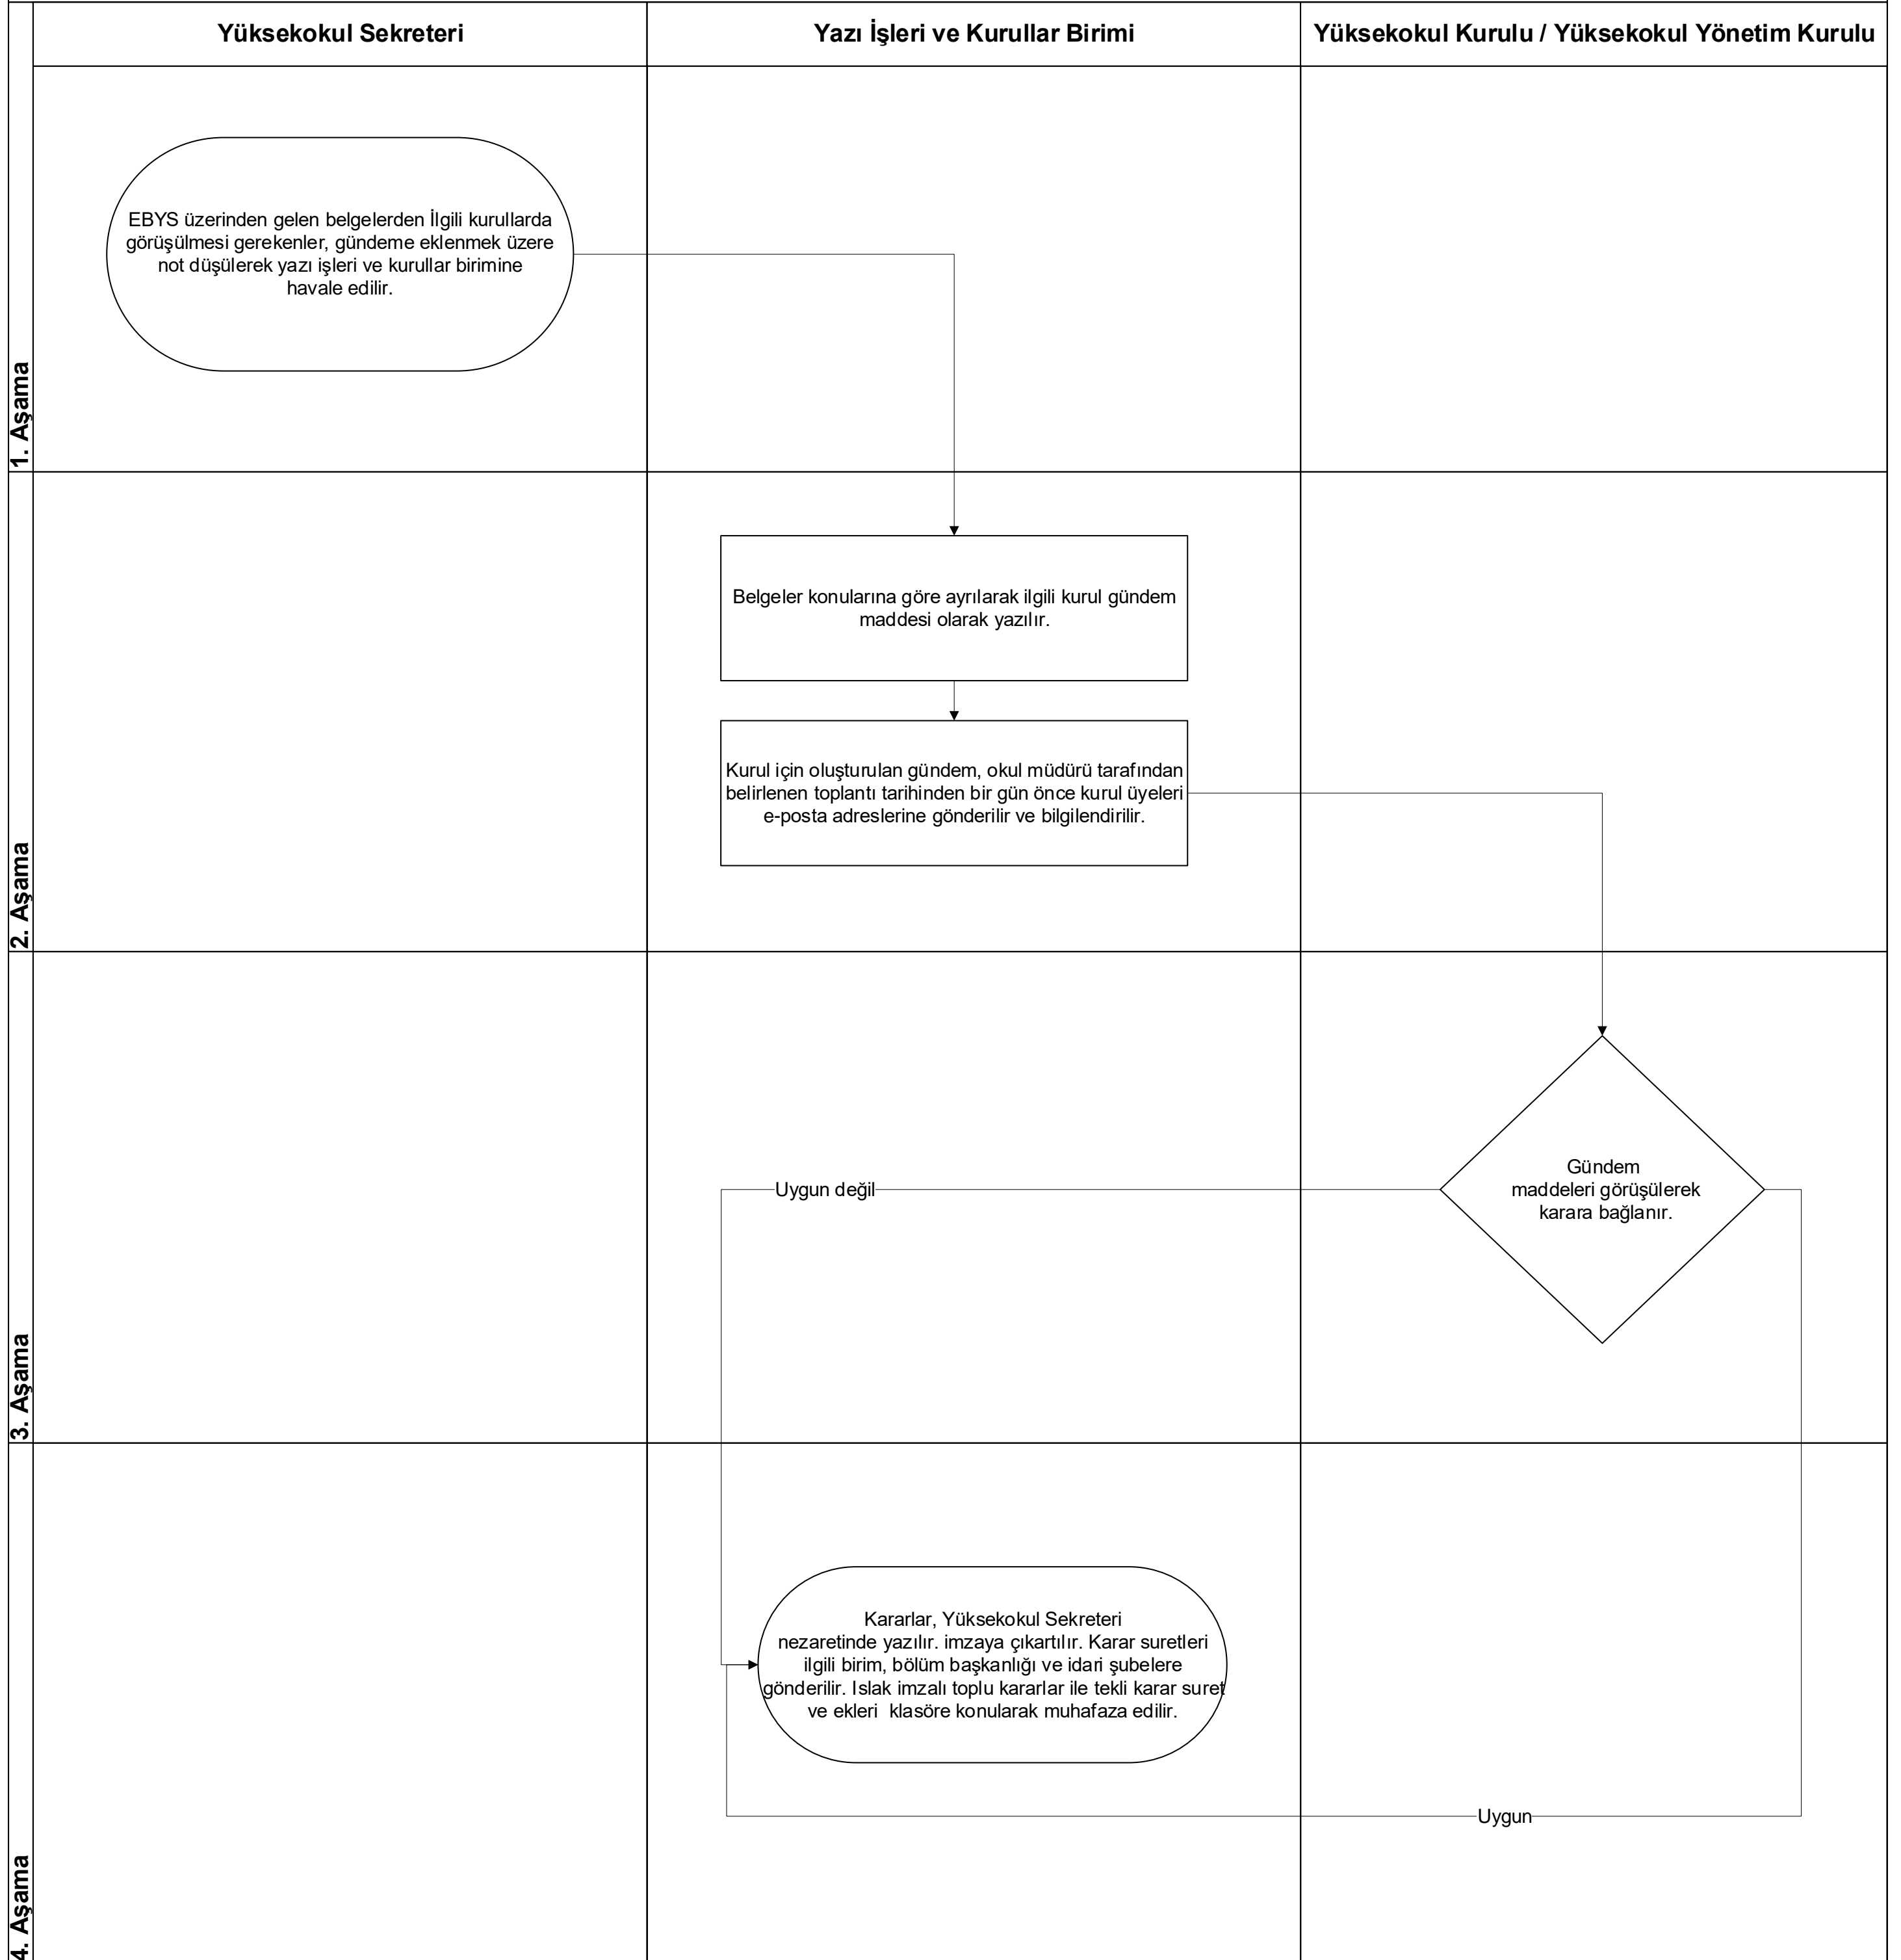 Yüksekokul Sekreteri
Yazı İşleri ve Kurullar Birimi
Yüksekokul Kurulu / Yüksekokul Yönetim Kurulu
1. Aşama
EBYS üzerinden gelen belgelerden İlgili kurullarda
görüşülmesi gerekenler, gündeme eklenmek üzere
not düşülerek yazı işleri ve kurullar birimine
havale edilir.
2. Aşama
Belgeler konularına göre ayrılarak ilgili kurul gündem
maddesi olarak yazılır.
Kurul için oluşturulan gündem, okul müdürü tarafından
belirlenen toplantı tarihinden bir gün önce kurul üyeleri
e-posta adreslerine gönderilir ve bilgilendirilir.
3. Aşama
Gündem
maddeleri görüşülerek
karara bağlanır.
Uygun değil
4. Aşama
Kararlar, Yüksekokul Sekreteri
nezaretinde yazılır. imzaya çıkartılır. Karar suretleri
ilgili birim, bölüm başkanlığı ve idari şubelere
gönderilir. Islak imzalı toplu kararlar ile tekli karar suret
ve ekleri  klasöre konularak muhafaza edilir.
Uygun